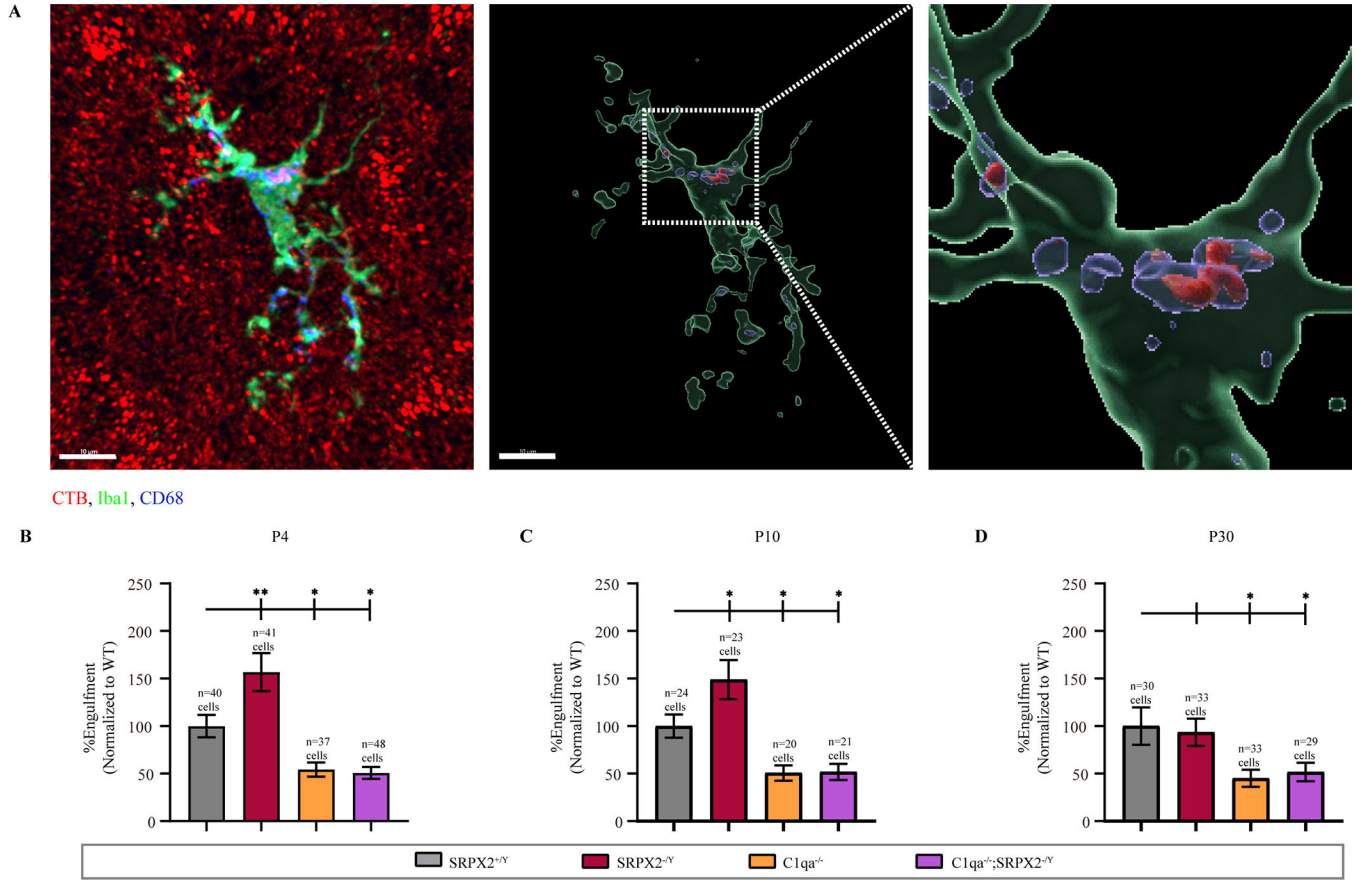 A
10 μm
10 μm
CTB, Iba1, CD68
B
P4
%Engulfment
(Normalized to WT)
250
200
150
100
50
0
n=40
cells
n=41
cells
n=37
cells
n=48
cells
**
*
*
C
P10
%Engulfment
(Normalized to WT)
250
200
150
100
50
0
n=24
cells
n=23
cells
n=20
cells
n=21
cells
*
*
*
D
P30
%Engulfment
(Normalized to WT)
250
200
150
100
50
0
n=30
cells
n=33
cells
n=33
cells
n=29
cells
*
*
SRPX2+/Y
SRPX2-/Y
C1qa-/-
C1qa-/-;SRPX2-/Y